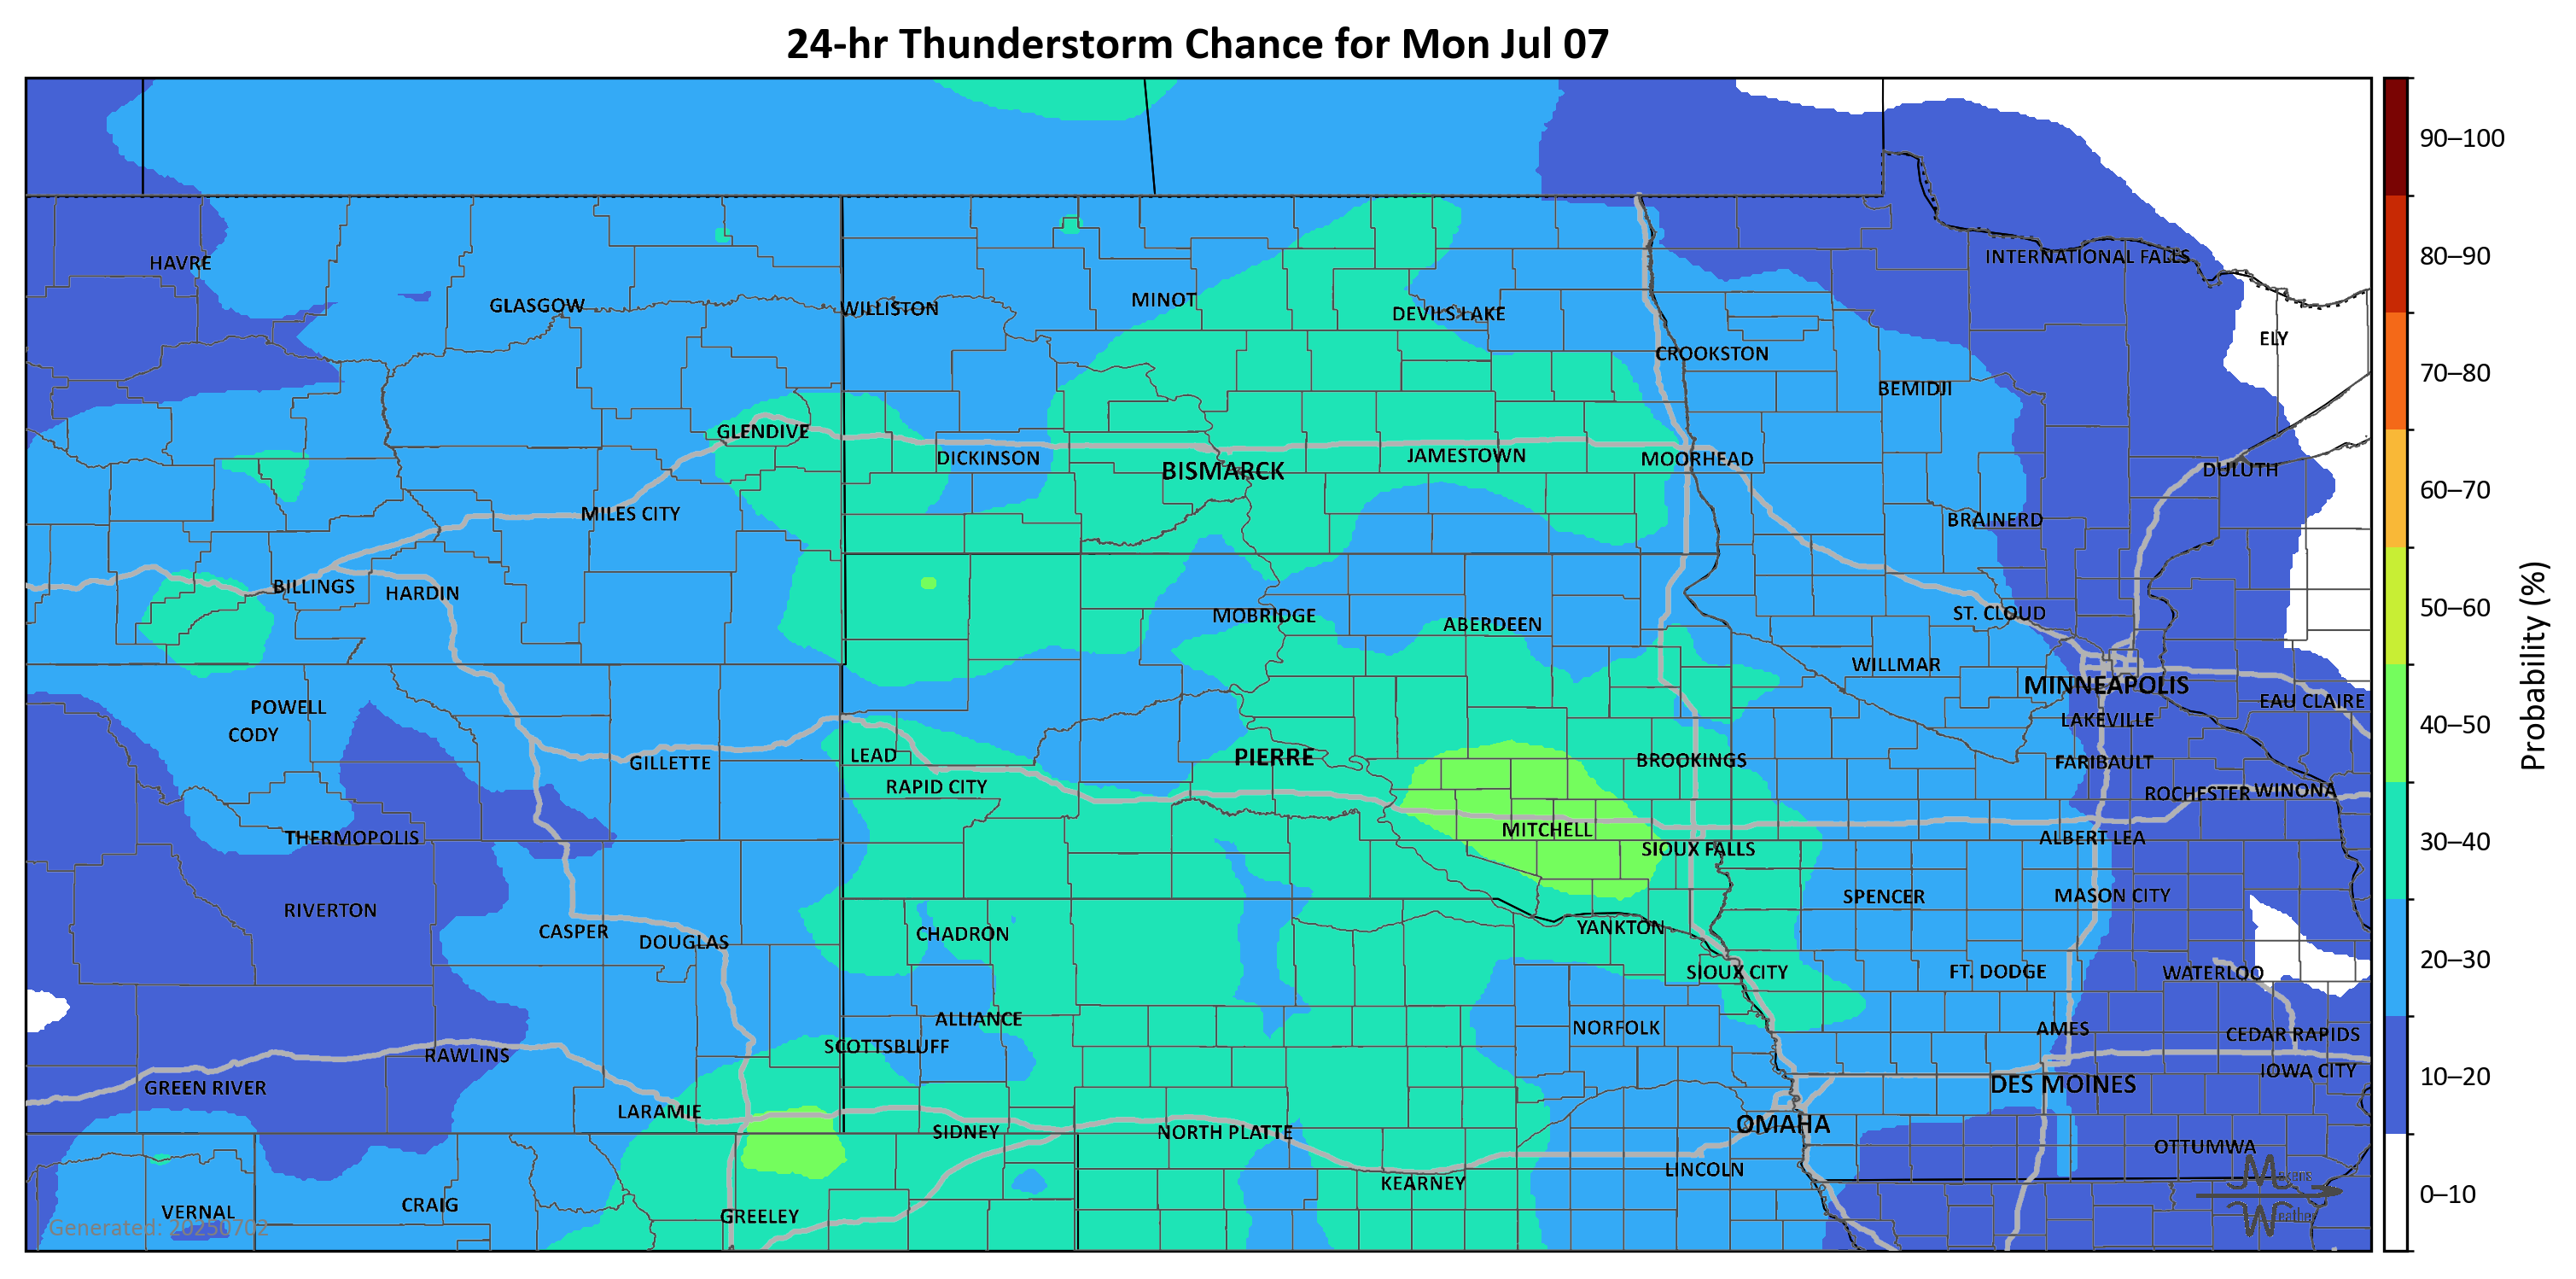 24-hr Thunderstorm Chance for Mon Jul 07
90–100
INTERNATIONAL FALLS
80–90
HAVRE
MINOT
GLASGOW
WILLISTON
DEVILS LAKE
ELY
CROOKSTON
70–80
BEMIDJI
GLENDIVE
DICKINSON
JAMESTOWN
MOORHEAD
BISMARCK
DULUTH
60–70
MILES CITY
BRAINERD
BILLINGS
HARDIN
50–60
MOBRIDGE
ABERDEEN
ST. CLOUD
WILLMAR
Probability (%)
MINNEAPOLIS
EAU CLAIRE
POWELL
LAKEVILLE
40–50
CODY
LEAD
PIERRE
BROOKINGS
GILLETTE
FARIBAULT
RAPID CITY
ROCHESTER
WINONA
MITCHELL
THERMOPOLIS
ALBERT LEA
30–40
SIOUX FALLS
SPENCER
MASON CITY
RIVERTON
YANKTON
CASPER
CHADRON
DOUGLAS
20–30
SIOUX CITY
FT. DODGE
WATERLOO
ALLIANCE
NORFOLK
AMES
CEDAR RAPIDS
SCOTTSBLUFF
RAWLINS
IOWA CITY
10–20
GREEN RIVER
DES MOINES
LARAMIE
OMAHA
SIDNEY
NORTH PLATTE
OTTUMWA
LINCOLN
Mekens
KEARNEY
0–10
CRAIG
VERNAL
GREELEY
Weather
Generated: 20250702